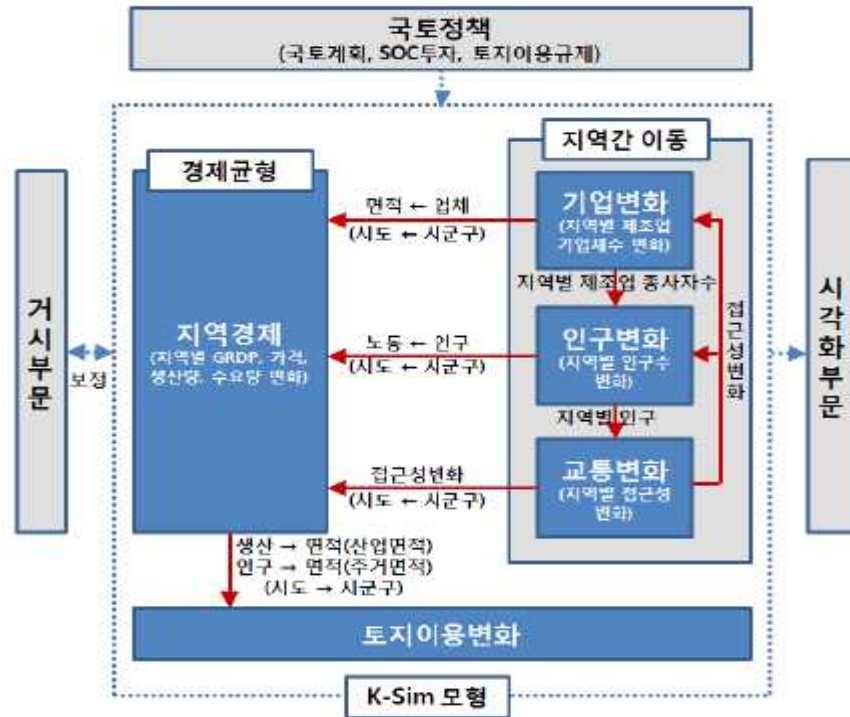 국토정책
(국토계획, SOC투자, 토지이용규제)
지역간 이동
경제균형
기업변화
(지역별 제조업
기업체수 변화)
면적 ← 업체
(시도 ← 시군구)
지역별 제조업 종사자수
거시부문
보정
지역경제
(지역별 GRDP, 가격,
생산량, 수요량 변화)
노동 ← 인구
(시도 ← 시군구)
인구변화
(지역별 인구수
변화)
접근성변화
시각화부문
지역별 인구
접근성변화
(시도 ← 시군구)
교통변화
(지역별 접근성
변화)
생산 → 면적(산업면적)
인구 → 면적(주거면적)
(시도 → 시군구)
토지이용변화
K-Sim 모형